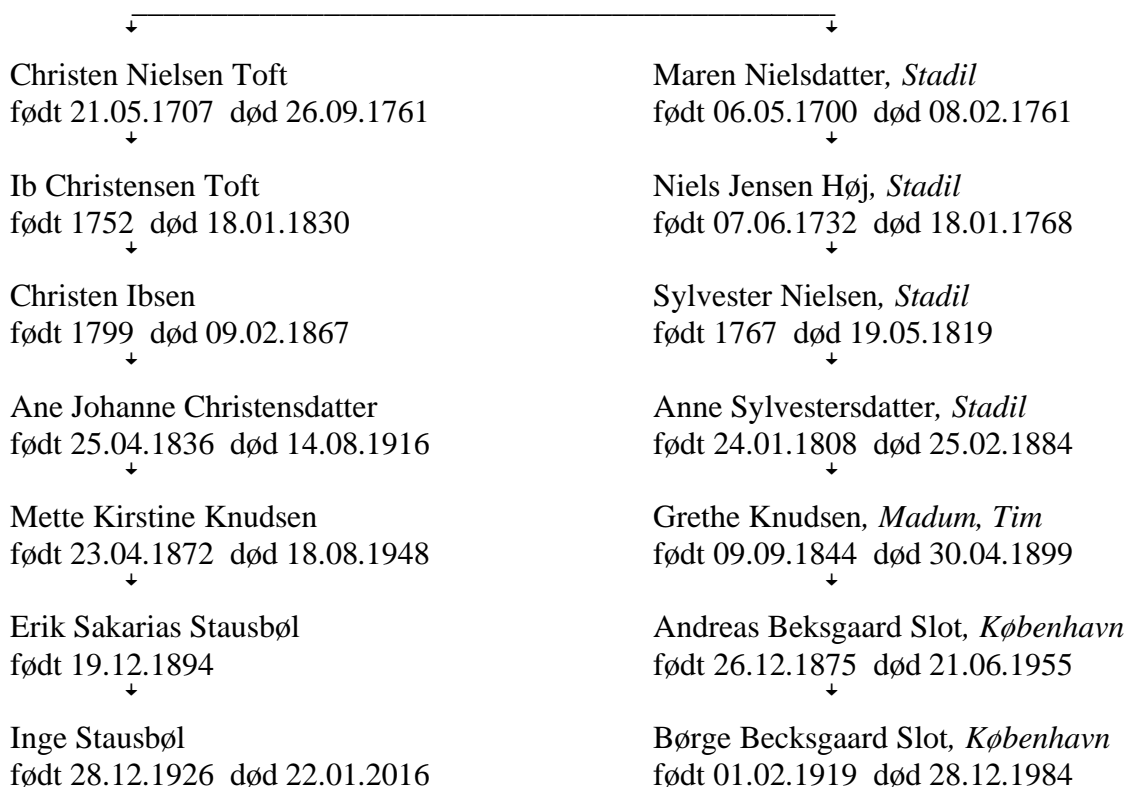 Christen Nielsen Toft
født 21.05.1707  død 26.09.1761
Maren Nielsdatter, Stadil
født 06.05.1700  død 08.02.1761
Ib Christensen Toft
født 1752  død 18.01.1830
Niels Jensen Høj, Stadil
født 07.06.1732  død 18.01.1768
Christen Ibsen
født 1799  død 09.02.1867
Sylvester Nielsen, Stadil
født 1767  død 19.05.1819
Ane Johanne Christensdatter
født 25.04.1836  død 14.08.1916
Anne Sylvestersdatter, Stadil
født 24.01.1808  død 25.02.1884
Mette Kirstine Knudsen
født 23.04.1872  død 18.08.1948
Grethe Knudsen, Madum, Tim
født 09.09.1844  død 30.04.1899
Erik Sakarias Stausbøl
født 19.12.1894
Andreas Beksgaard Slot, København
født 26.12.1875  død 21.06.1955
Inge Stausbøl
født 28.12.1926  død 22.01.2016
Børge Becksgaard Slot, København
født 01.02.1919  død 28.12.1984